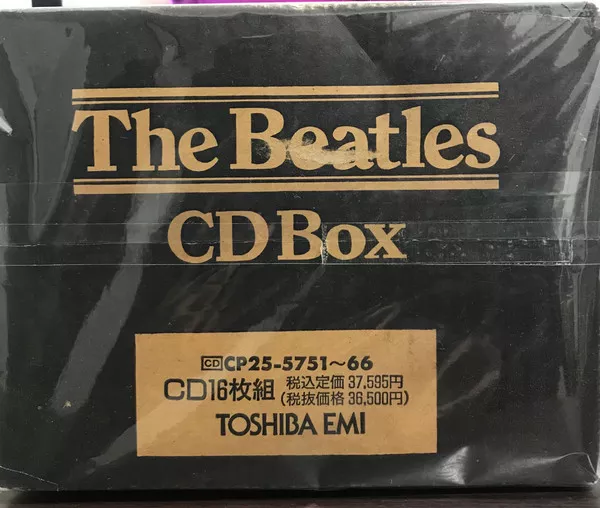 The Beatles
CD Box
CD CP25-5751~66
CD16枚組 税込定価 37,595円
(税抜価格 36,500円)
TOSHIBA EMI